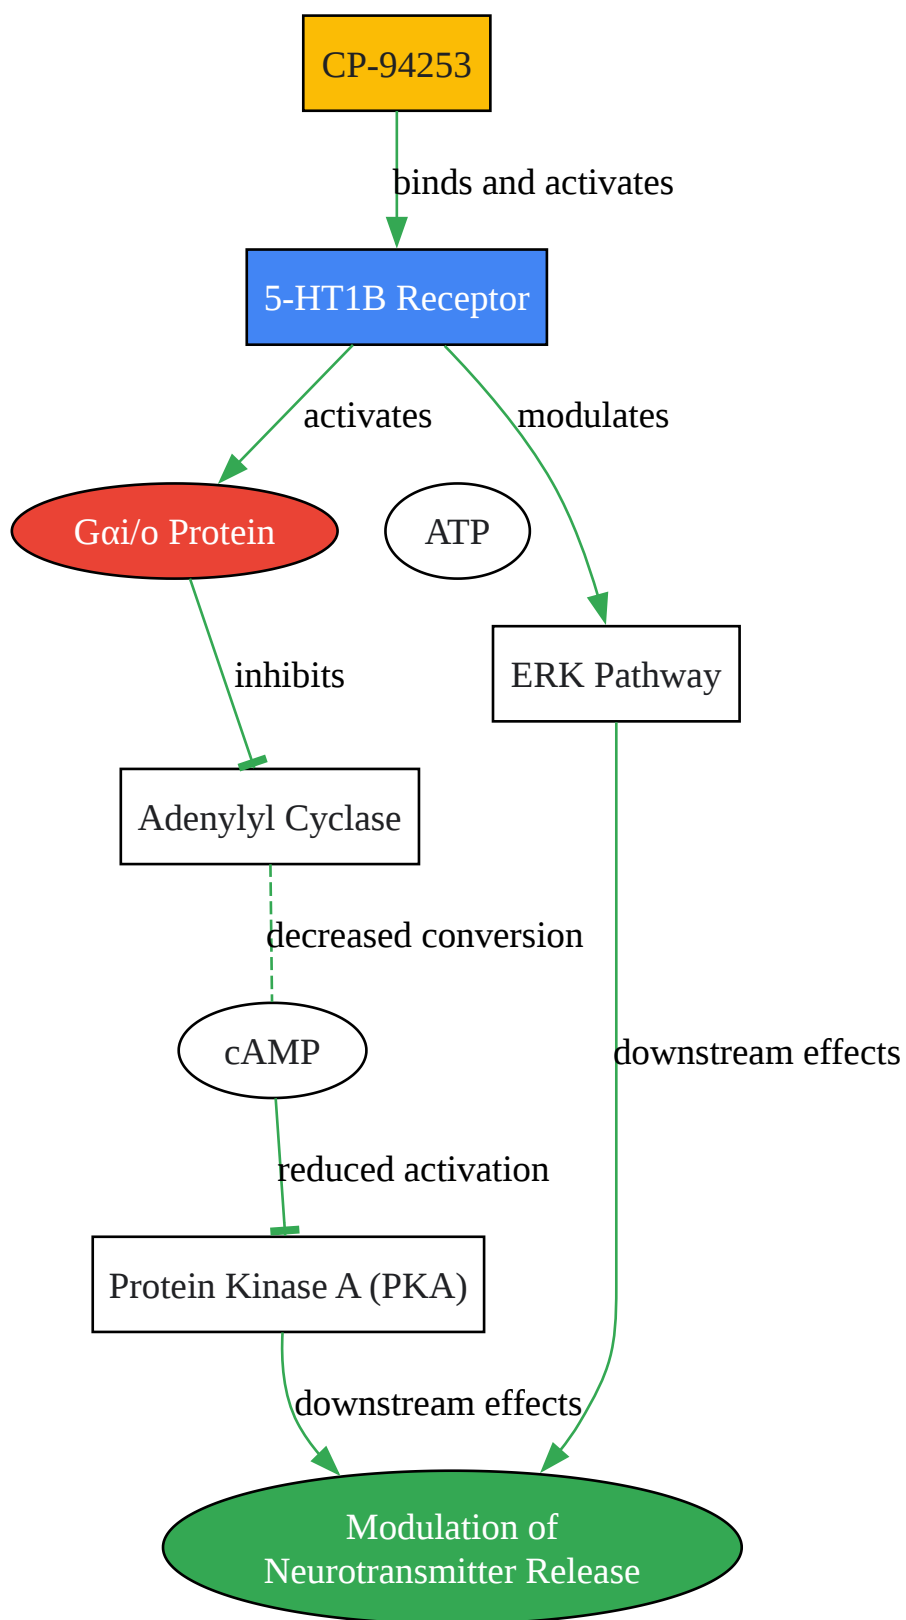 CP-94253
binds and activates
5-HT1B Receptor
activates
modulates
Gαi/o Protein
ATP
inhibits
ERK Pathway
Adenylyl Cyclase
decreased conversion
cAMP
downstream effects
reduced activation
Protein Kinase A (PKA)
downstream effects
Modulation of
Neurotransmitter Release